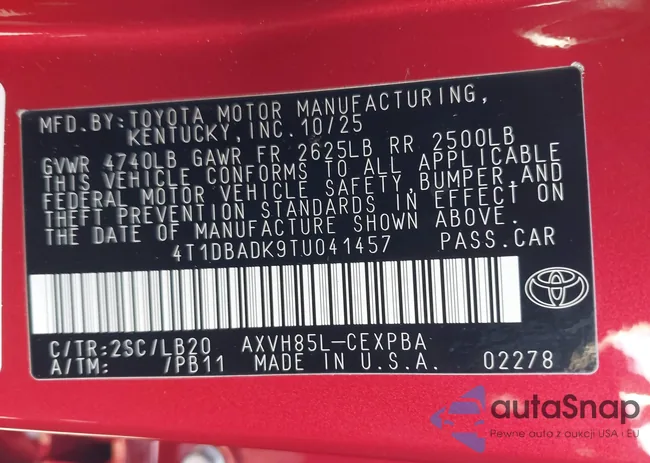 MFD.BY:TOYOTA MOTOR MANUFACTURING,
KENTUCKY, INC. 10/25
GVWR 4740LB GAWR FR 2625LB RR 2500LB
THIS VEHICLE CONFORMS TO ALL APPLICABLE
FEDERAL MOTOR VEHICLE SAFETY, BUMPER, AND
THEFT PREVENTION STANDARDS IN EFFECT ON
THE DATE OF MANUFACTURE SHOWN ABOVE.
4T1DBADK9TU041457 PASS.CAR
C/TR:2SC/LB20 AXVH85L-CEXPBA
A/TM: 7PB11 MADE IN U.S.A. 02278
autaSnap
Pewne auta z aukcji USA i EU